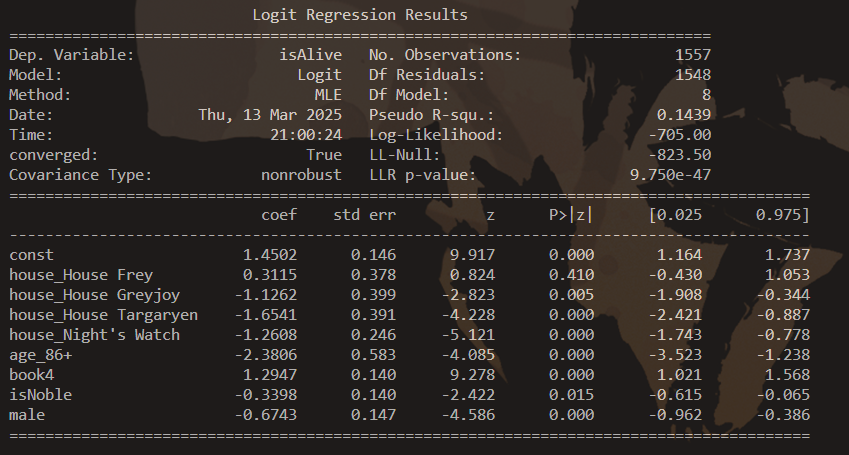 Logit Regression Results
==============================================================================
Dep. Variable: isAlive No. Observations: 1557
Model: Logit Df Residuals: 1548
Method: MLE Df Model: 8
Date: Thu, 13 Mar 2025 Pseudo R-squ.: 0.1439
Time: 21:00:24 Log-Likelihood: -705.00
converged: True LL-Null: -823.50
Covariance Type: nonrobust LLR p-value: 9.750e-47
=========================================================================================
coef std err z P>|z| [0.025 0.975]
-----------------------------------------------------------------------------------------
const 1.4502 0.146 9.917 0.000 1.164 1.737
house_House Frey 0.3115 0.378 0.824 0.410 -0.430 1.053
house_House Greyjoy -1.1262 0.399 -2.823 0.005 -1.908 -0.344
house_House Targaryen -1.6541 0.391 -4.228 0.000 -2.421 -0.887
house_Night's Watch -1.2608 0.246 -5.121 0.000 -1.743 -0.778
age_86+ -2.3806 0.583 -4.085 0.000 -3.523 -1.238
book4 1.2947 0.140 9.278 0.000 1.021 1.568
isNoble -0.3398 0.140 -2.422 0.015 -0.615 -0.065
male -0.6743 0.147 -4.586 0.000 -0.962 -0.386
=========================================================================================